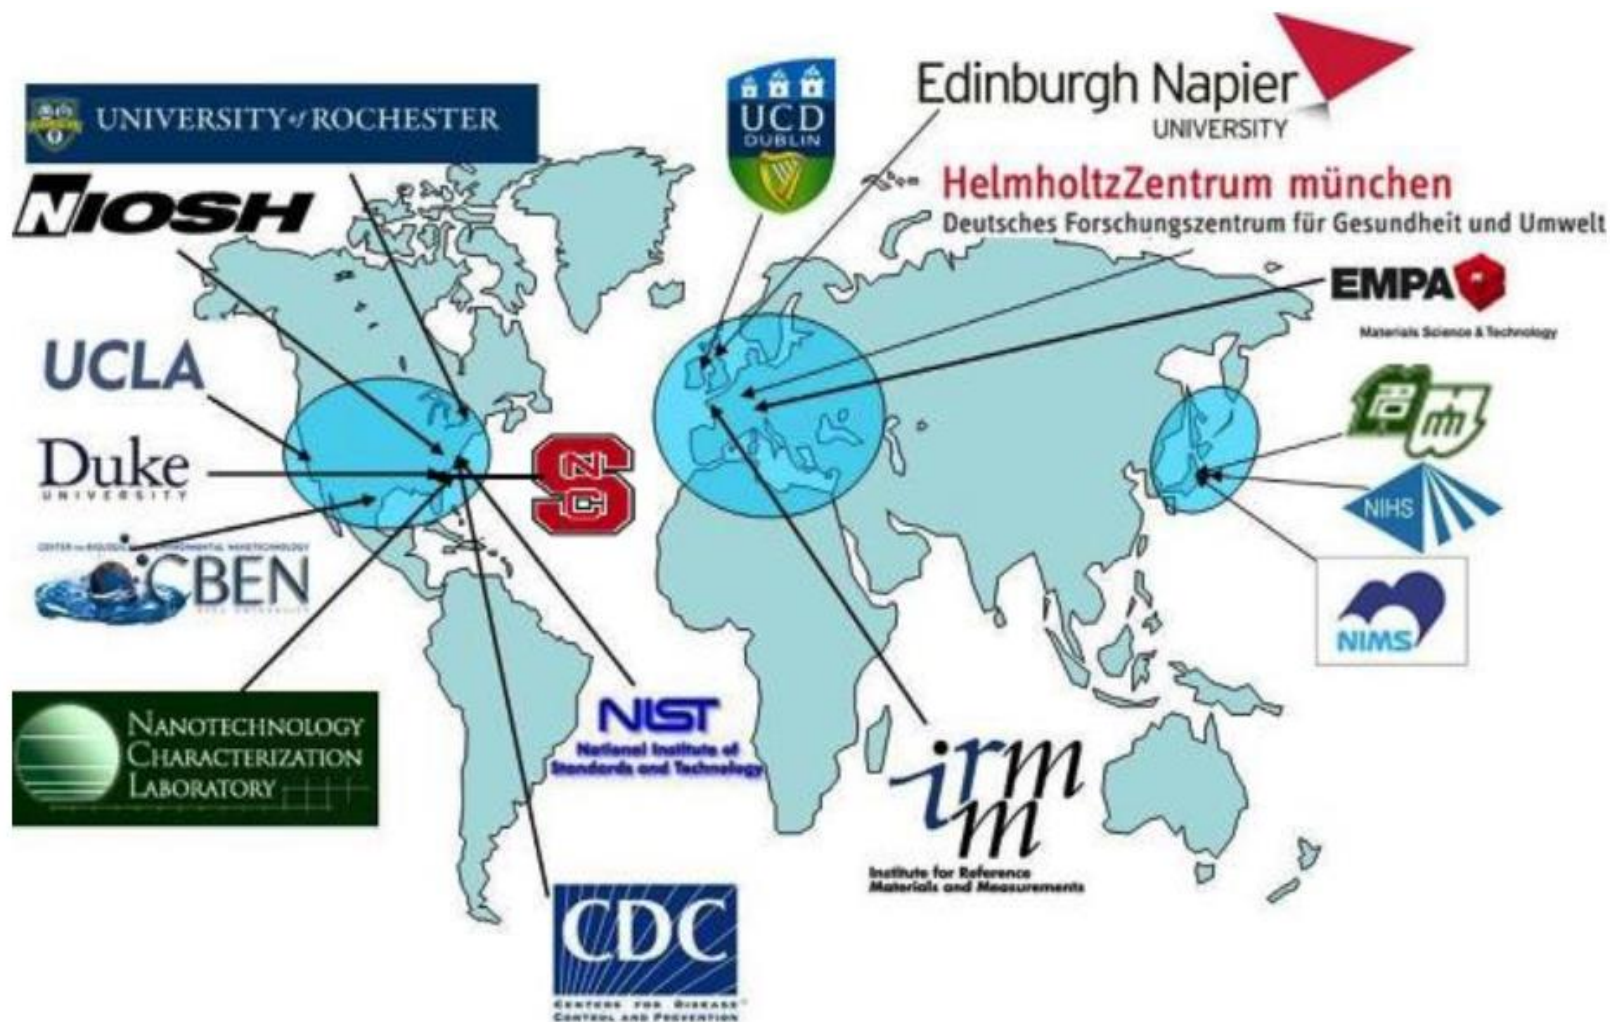 UNIVERSITY of ROCHESTER
NIOSH
UCLA
Duke
UNIVERSITY
CBEN
NANOTECHNOLOGY
CHARACTERIZATION
LABORATORY
UCD
DUBLIN
Edinburgh Napier
UNIVERSITY
HelmholtzZentrum münchen
Deutsches Forschungszentrum für Gesundheit und Umwelt
EMPA
Materials Science & Technology
NCS
NIHS
NIMS
NIST
National Institute of
Standards and Technology
irmm
Institute for Reference
Materials and Measurements
CDC
CENTERS FOR DISEASE
CONTROL AND PREVENTION